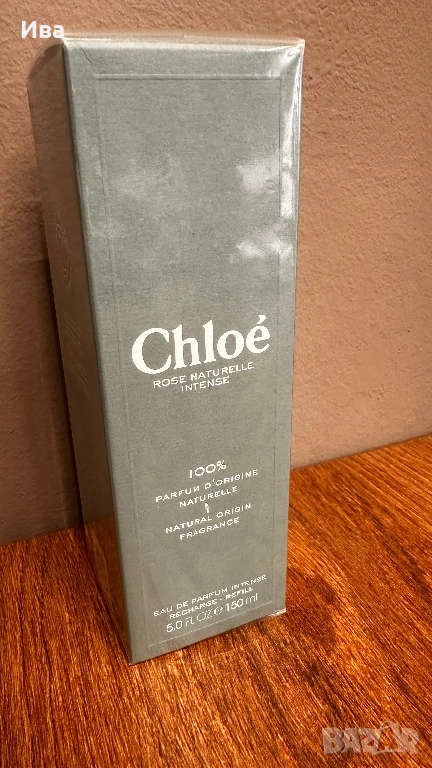 Ива
Chloé
ROSE NATURELLE
INTENSE
100%
PARFUM D'ORIGINE
NATURELLE
NATURAL ORIGIN
FRAGRANCE
EAU DE PARFUM INTENSE
RECHARGE - REFILL
5.0 FL OZ e 150 ml
BAZAR